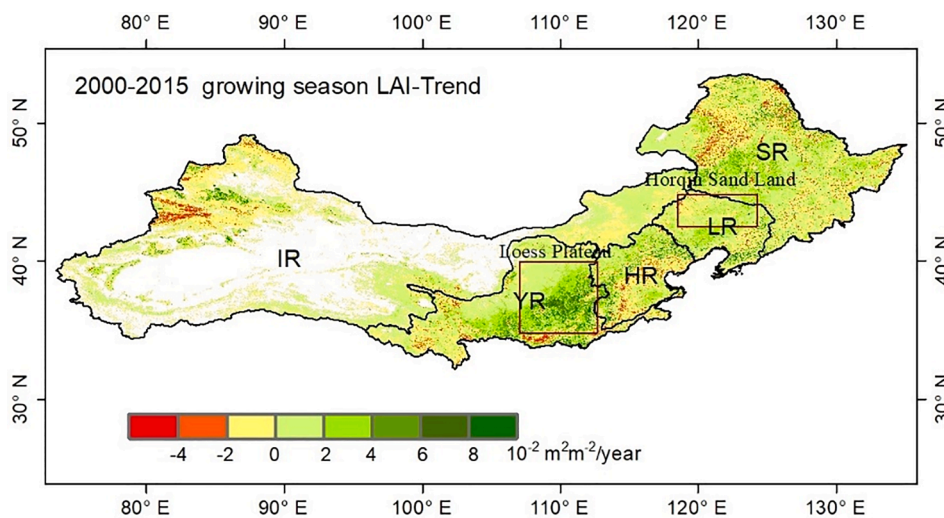 80° E 90° E 100° E 110° E 120° E 130° E
2000-2015 growing season LAI-Trend
50° N 50° N
SR
Horqin Sand Land
LR
40° N 40° N
IR
Loess Plateau
HR
YR
30° N 30° N
-4 -2 0 2 4 6 8 10⁻² m²m⁻²/year
80° E 90° E 100° E 110° E 120° E 130° E